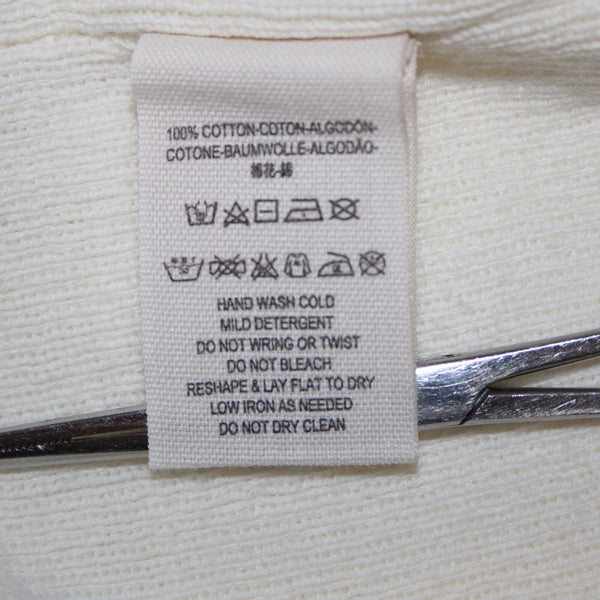 100% COTTON-COTON-ALGODÓN-
COTONE-BAUMWOLLE-ALGODÃO-
棉花-綿
HAND WASH COLD
MILD DETERGENT
DO NOT WRING OR TWIST
DO NOT BLEACH
RESHAPE & LAY FLAT TO DRY
LOW IRON AS NEEDED
DO NOT DRY CLEAN